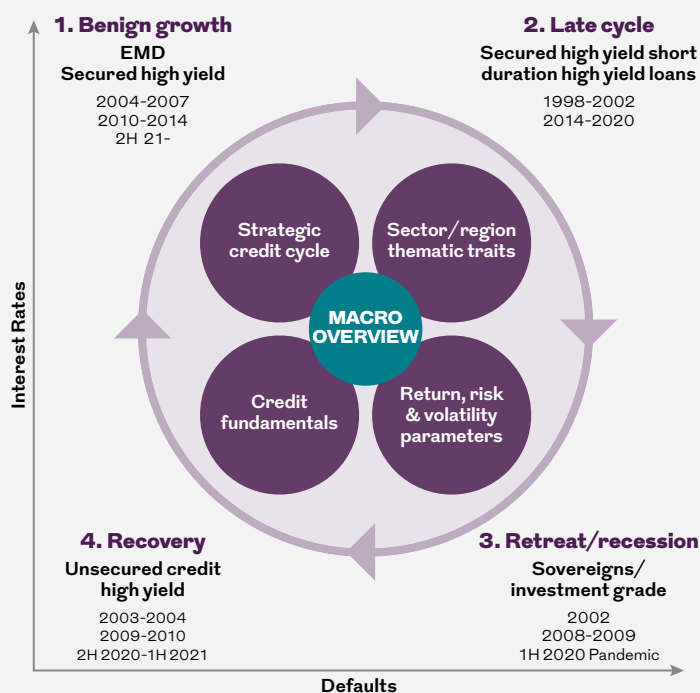 1. Benign growth
EMD
Secured high yield
2004-2007
2010-2014
2H 21-
2. Late cycle
Secured high yield short
duration high yield loans
1998-2002
2014-2020
Strategic
credit cycle
Sector/region
thematic traits
MACRO
OVERVIEW
Credit
fundamentals
Return, risk
& volatility
parameters
Interest Rates
4. Recovery
Unsecured credit
high yield
2003-2004
2009-2010
2H 2020-1H 2021
3. Retreat/recession
Sovereigns/
investment grade
2002
2008-2009
1H 2020 Pandemic
Defaults